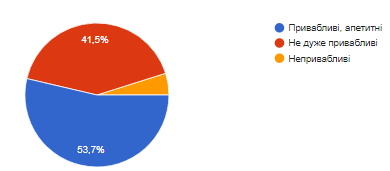 41,5%
53,7%
Привабливі, апетитні
Не дуже привабливі
Непривабливі